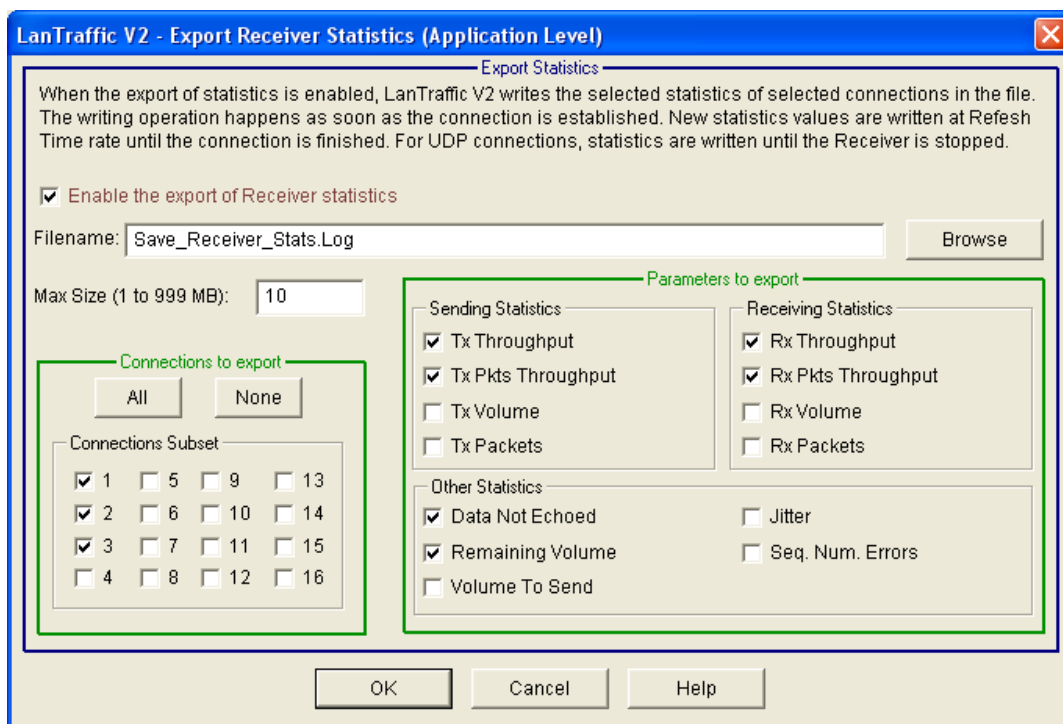 LanTraffic V2 - Export Receiver Statistics (Application Level)
Export Statistics
When the export of statistics is enabled, LanTraffic V2 writes the selected statistics of selected connections in the file.
The writing operation happens as soon as the connection is established. New statistics values are written at Refesh
Time rate until the connection is finished. For UDP connections, statistics are written until the Receiver is stopped.
Enable the export of Receiver statistics
Filename: Save_Receiver_Stats.Log Browse
Max Size (1 to 999 MB): 10
Connections to export
All None
Connections Subset
1 5 9 13
2 6 10 14
3 7 11 15
4 8 12 16
Parameters to export
Sending Statistics
Tx Throughput
Tx Pkts Throughput
Tx Volume
Tx Packets
Receiving Statistics
Rx Throughput
Rx Pkts Throughput
Rx Volume
Rx Packets
Other Statistics
Data Not Echoed Jitter
Remaining Volume Seq. Num. Errors
Volume To Send
OK Cancel Help